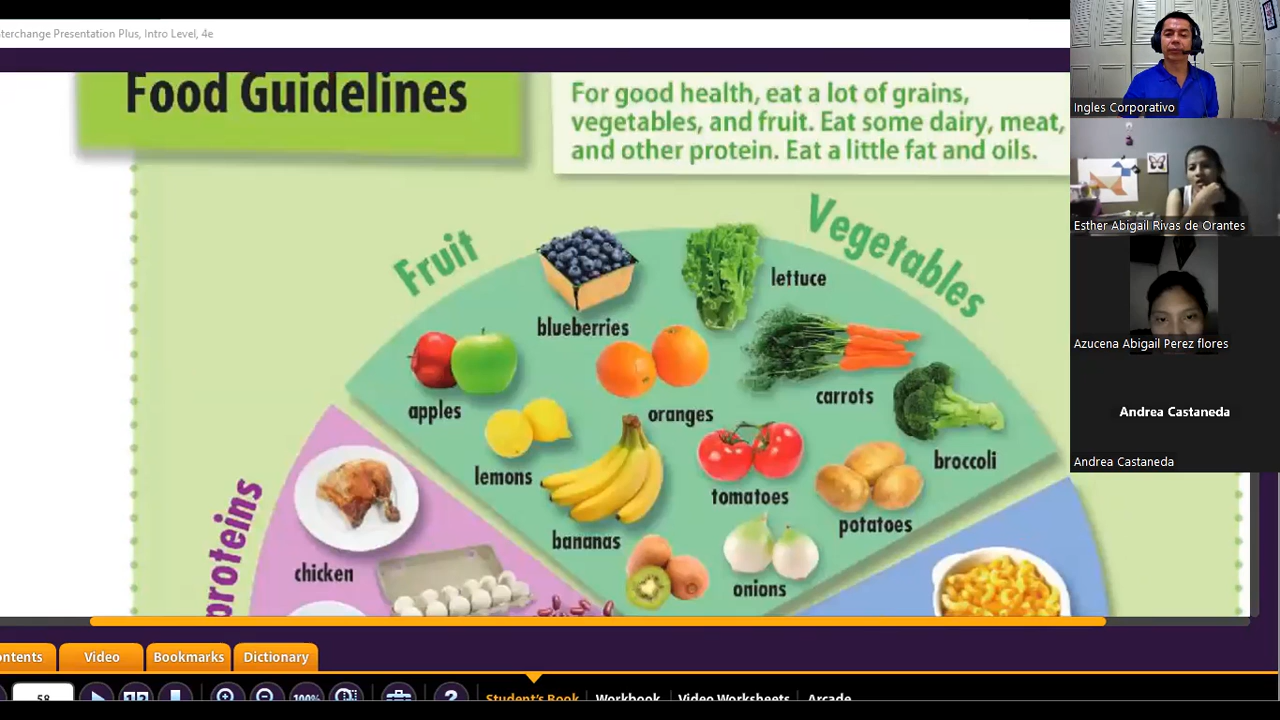 terchange Presentation Plus, Intro Level, 4e
Food Guidelines
For good health, eat a lot of grains,
vegetables, and fruit. Eat some dairy, meat,
and other protein. Eat a little fat and oils.
Fruit
Vegetables
lettuce
blueberries
carrots
apples
oranges
broccoli
lemons
tomatoes
potatoes
bananas
onions
proteins
chicken
Ingles Corporativo
Esther Abigail Rivas de Orantes
Azucena Abigail Perez flores
Andrea Castaneda
Andrea Castaneda
ontents
Video
Bookmarks
Dictionary
58
100%
?
Student's Book
Workbook
Video Worksheets
Arcade